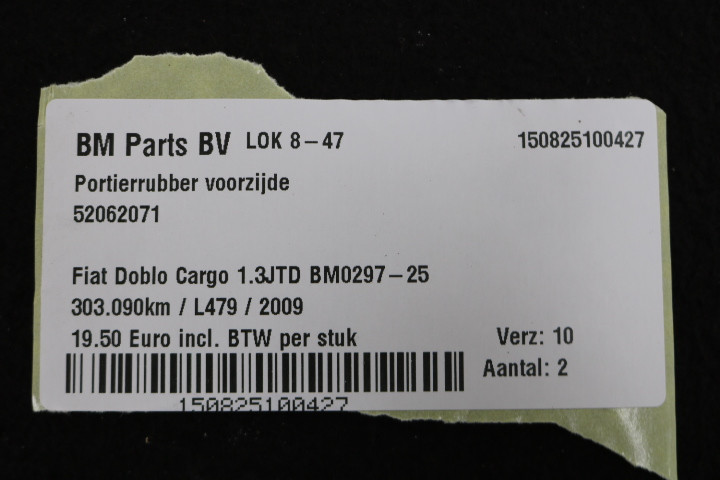 BM Parts BV LOK 8-47 150825100427
Portierrubber voorzijde
52062071
Fiat Doblo Cargo 1.3JTD BM0297-25
303.090km / L479 / 2009
19.50 Euro incl. BTW per stuk Verz: 10
Aantal: 2
150825100427